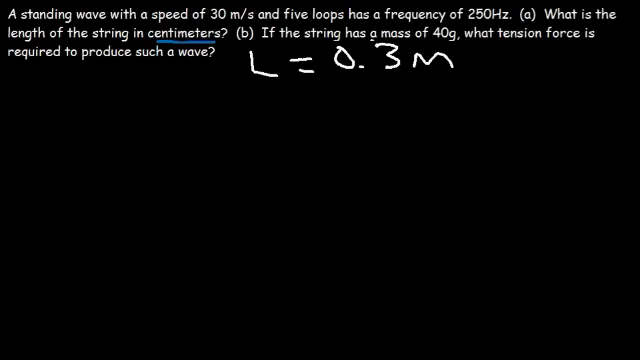 A standing wave with a speed of 30 m/s and five loops has a frequency of 250Hz. (a) What is the
length of the string in centimeters? (b) If the string has a mass of 40g, what tension force is
required to produce such a wave?
L = 0.3 m